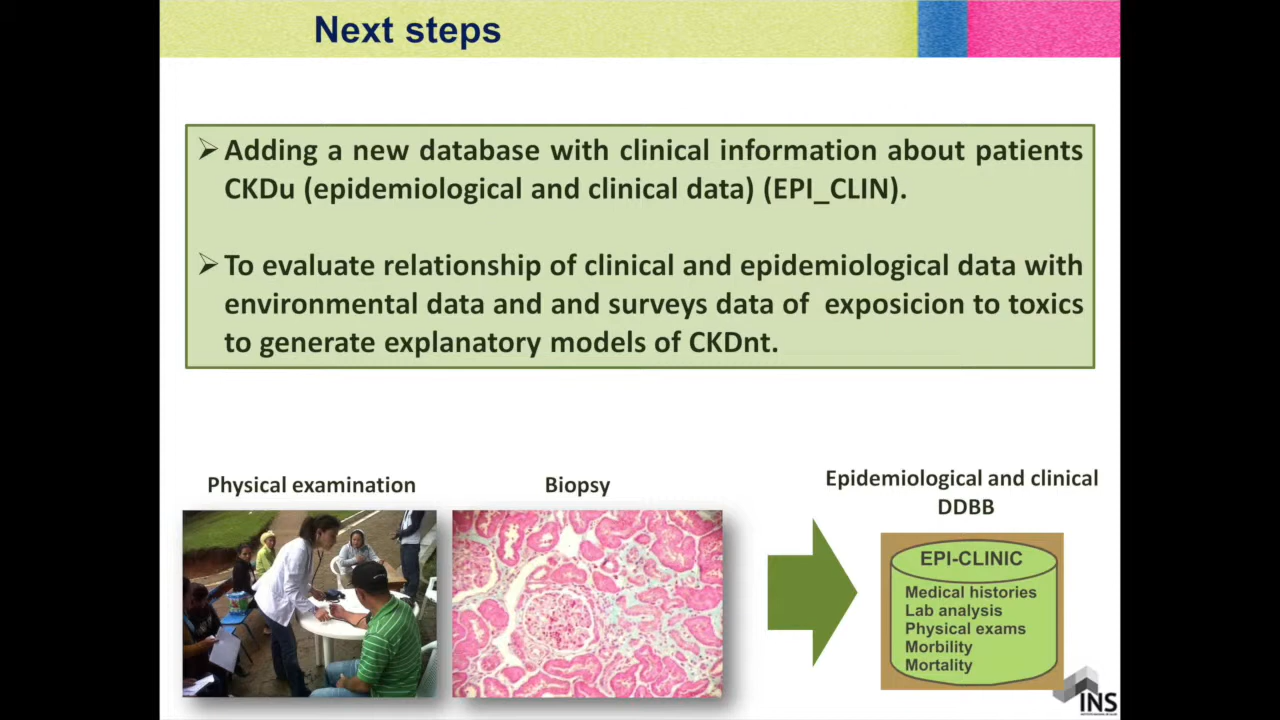 Next steps
➢ Adding a new database with clinical information about patients
CKDu (epidemiological and clinical data) (EPI_CLIN).
➢ To evaluate relationship of clinical and epidemiological data with
environmental data and and surveys data of exposicion to toxics
to generate explanatory models of CKDnt.
Physical examination
Biopsy
Epidemiological and clinical
DDBB
EPI-CLINIC
Medical histories
Lab analysis
Physical exams
Morbility
Mortality
INS